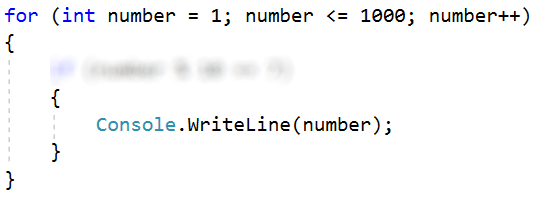 for (int number = 1; number <= 1000; number++)
{
{
Console.WriteLine(number);
}
}